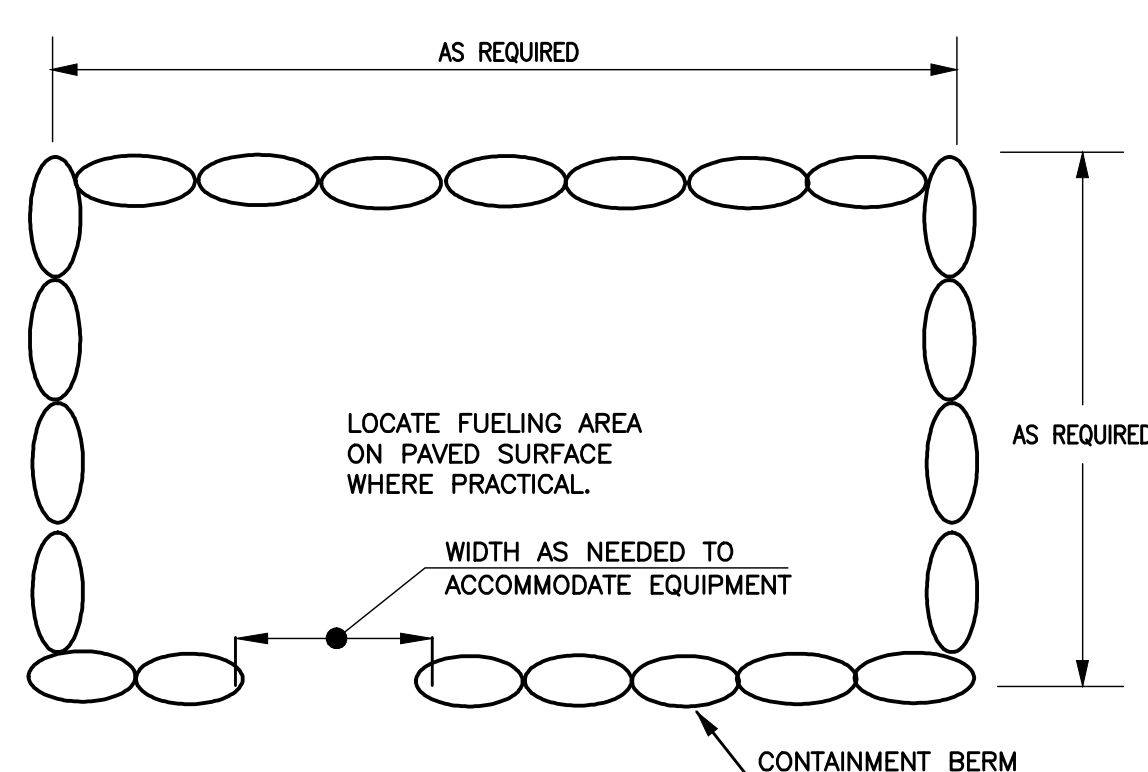 AS REQUIRED
AS REQUIRED
LOCATE FUELING AREA
ON PAVED SURFACE
WHERE PRACTICAL.
WIDTH AS NEEDED TO
ACCOMMODATE EQUIPMENT
CONTAINMENT BERM